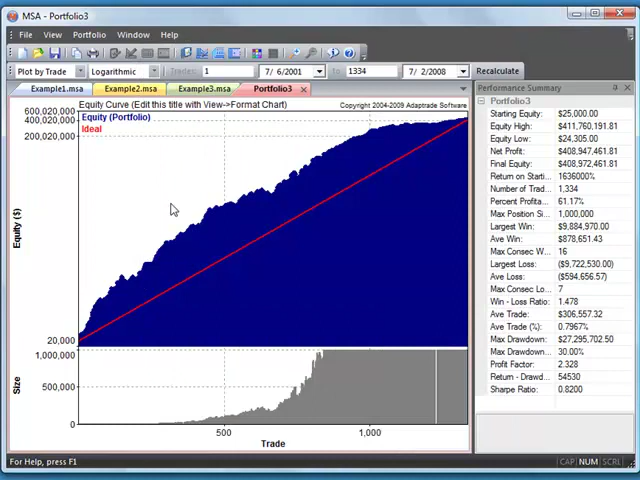 MSA - Portfolio3
File View Portfolio Window Help
Plot by Trade Logarithmic Trades: 1 7/ 6/2001 to 1334 7/ 2/2008 Recalculate
Example1.msa Example2.msa Example3.msa Portfolio3
Equity Curve (Edit this title with View->Format Chart) Copyright 2004-2009 Adaptrade Software
600,020,000
400,020,000
200,020,000
20,000
Equity (Portfolio)
Ideal
Equity ($)
1,000,000
500,000
0
Size
500 1,000
Trade
Performance Summary
Portfolio3
Starting Equity: $25,000.00
Equity High: $411,760,191.81
Equity Low: $24,305.00
Net Profit: $408,947,461.81
Final Equity: $408,972,461.81
Return on Starti... 1636000%
Number of Trad... 1,334
Percent Profita... 61.17%
Max Position Si... 1,000,000
Largest Win: $9,884,970.00
Ave Win: $878,651.43
Max Consec W... 16
Largest Loss: ($9,722,530.00)
Ave Loss: ($594,656.57)
Max Consec Lo... 7
Win - Loss Ratio: 1.478
Ave Trade: $306,557.32
Ave Trade (%): 0.7967%
Max Drawdown: $27,295,702.50
Max Drawdown... 30.00%
Profit Factor: 2.328
Return - Drawd... 54530
Sharpe Ratio: 0.8200
For Help, press F1
CAP NUM SCRL